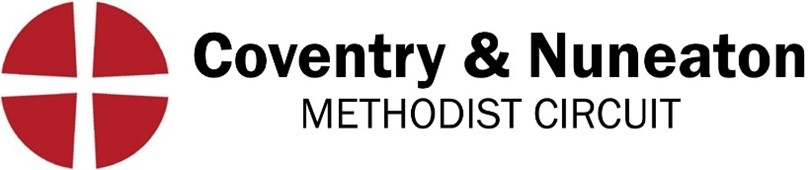 Coventry & Nuneaton
METHODIST CIRCUIT